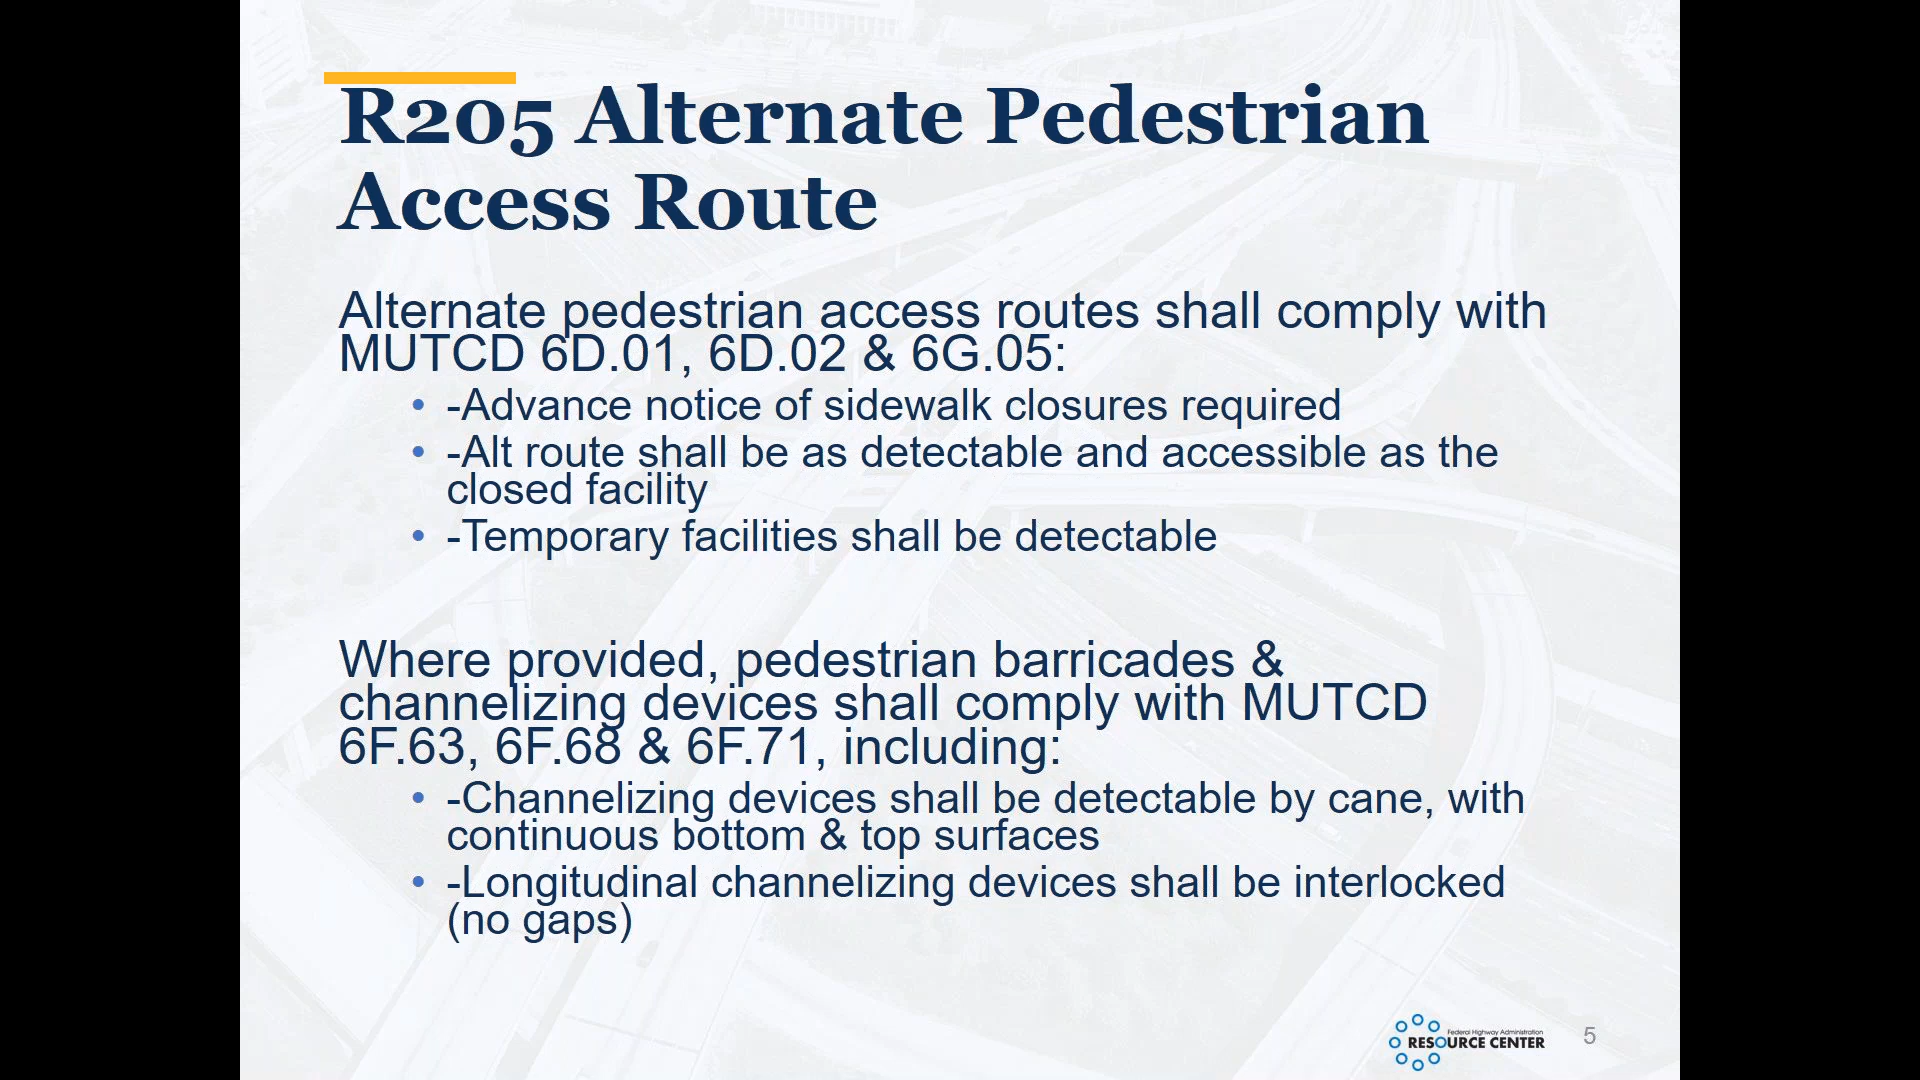 R205 Alternate Pedestrian
Access Route
Alternate pedestrian access routes shall comply with
MUTCD 6D.01, 6D.02 & 6G.05:
• -Advance notice of sidewalk closures required
• -Alt route shall be as detectable and accessible as the
closed facility
• -Temporary facilities shall be detectable
Where provided, pedestrian barricades &
channelizing devices shall comply with MUTCD
6F.63, 6F.68 & 6F.71, including:
• -Channelizing devices shall be detectable by cane, with
continuous bottom & top surfaces
• -Longitudinal channelizing devices shall be interlocked
(no gaps)
Federal Highway Administration
RESOURCE CENTER
5